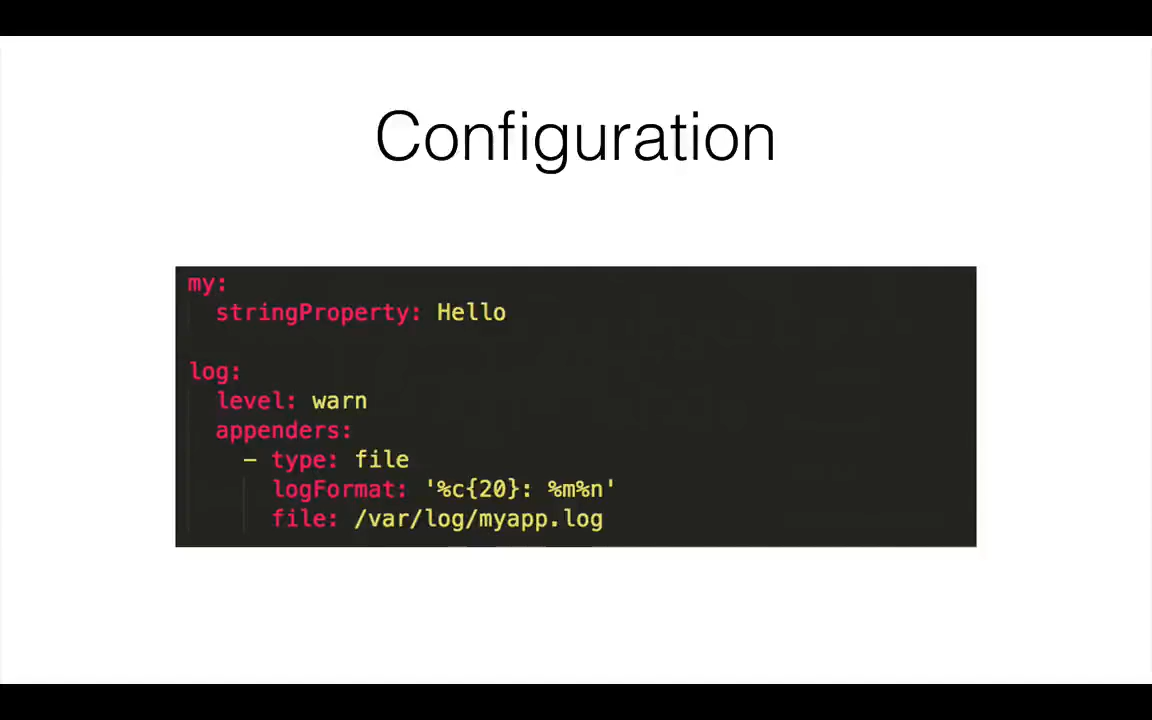 Configuration
my:
  stringProperty: Hello

log:
  level: warn
  appenders:
    - type: file
      logFormat: '%c{20}: %m%n'
      file: /var/log/myapp.log